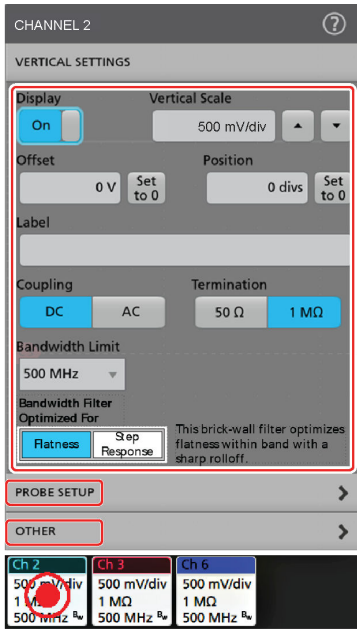 CHANNEL 2 ?
VERTICAL SETTINGS
Display Vertical Scale
On 500 mV/div
Offset Position
0 V Set to 0 0 divs Set to 0
Label
Coupling Termination
DC AC 50 Ω 1 MΩ
Bandwidth Limit
500 MHz
Bandwidth Filter
Optimized For
Flatness Step Response
This brick-wall filter optimizes
flatness within band with a
sharp rolloff.
PROBE SETUP
OTHER
Ch 2 Ch 3 Ch 6
500 mV/div 500 mV/div 500 mV/div
1 MΩ 1 MΩ 1 MΩ
500 MHz Bw 500 MHz Bw 500 MHz Bw